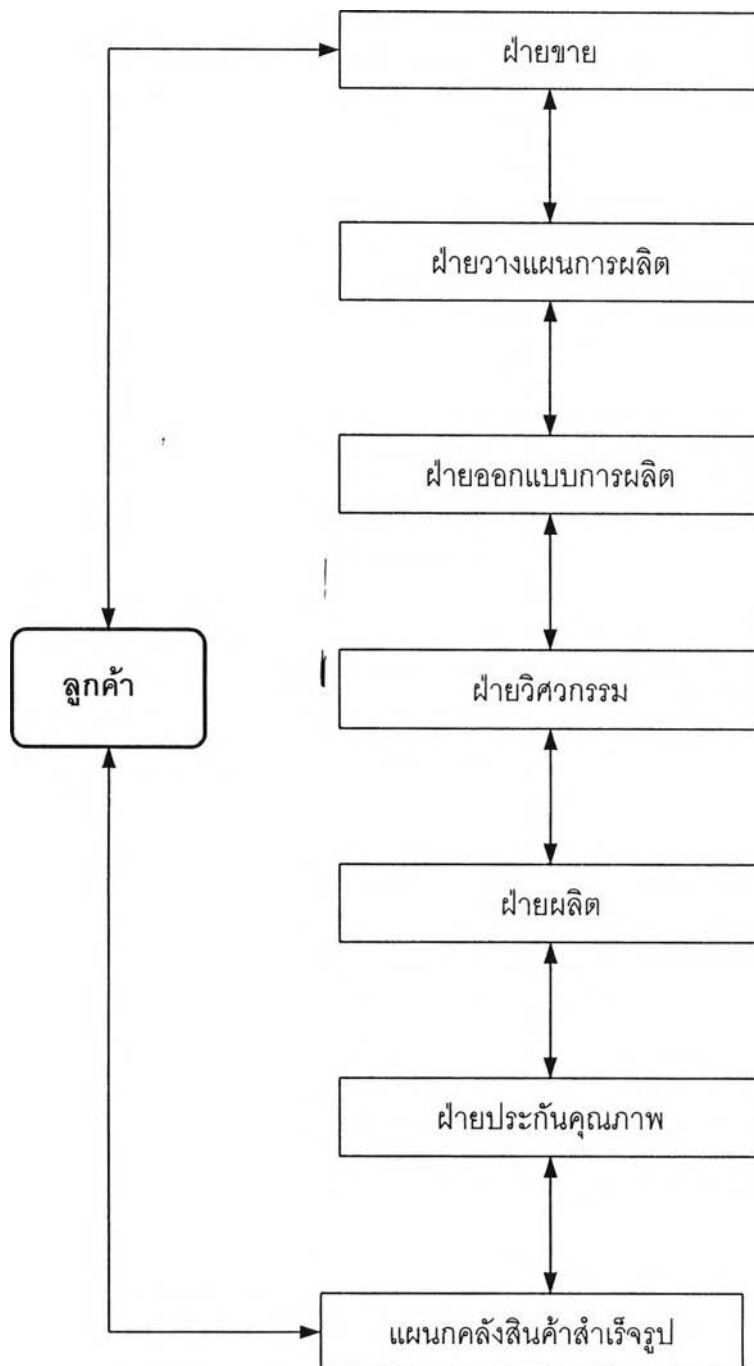 ฝ่ายขาย
ฝ่ายวางแผนการผลิต
ฝ่ายออกแบบการผลิต
ลูกค้า
ฝ่ายวิศวกรรม
ฝ่ายผลิต
ฝ่ายประกันคุณภาพ
แผนกคลังสินค้าสำเร็จรูป